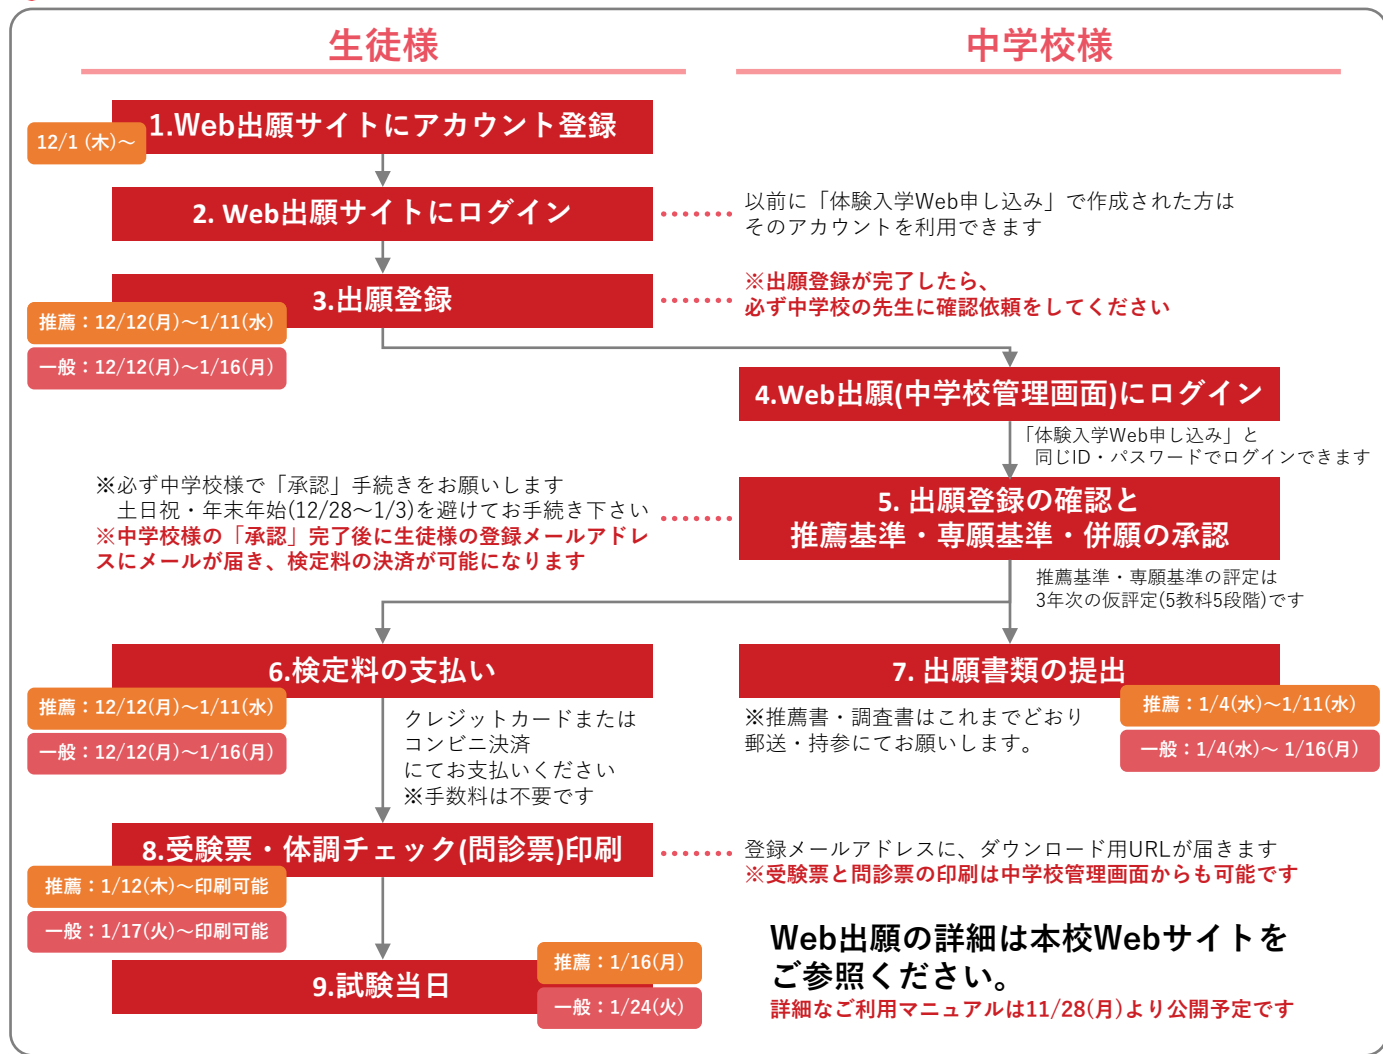 生徒様
中学校様
1.Web出願サイトにアカウント登録
12/1 (木)～
2. Web出願サイトにログイン
以前に「体験入学Web申し込み」で作成された方は
そのアカウントを利用できます
3.出願登録
※出願登録が完了したら、
必ず中学校の先生に確認依頼をしてください
推薦：12/12(月)～1/11(水)
一般：12/12(月)～1/16(月)
4.Web出願(中学校管理画面)にログイン
「体験入学Web申し込み」と
同じID・パスワードでログインできます
※必ず中学校様で「承認」手続きをお願いします
土日祝・年末年始(12/28～1/3)を避けてお手続き下さい
※中学校様の「承認」完了後に生徒様の登録メールアドレ
スにメールが届き、検定料の決済が可能になります
5. 出願登録の確認と
推薦基準・専願基準・併願の承認
推薦基準・専願基準の評定は
3年次の仮評定(5教科5段階)です
6.検定料の支払い
推薦：12/12(月)～1/11(水)
一般：12/12(月)～1/16(月)
クレジットカードまたは
コンビニ決済
にてお支払いください
※手数料は不要です
7. 出願書類の提出
※推薦書・調査書はこれまでどおり
郵送・持参にてお願いします。
推薦：1/4(水)～1/11(水)
一般：1/4(水)～ 1/16(月)
8.受験票・体調チェック(問診票)印刷
登録メールアドレスに、ダウンロード用URLが届きます
※受験票と問診票の印刷は中学校管理画面からも可能です
推薦：1/12(木)～印刷可能
一般：1/17(火)～印刷可能
9.試験当日
推薦：1/16(月)
一般：1/24(火)
Web出願の詳細は本校Webサイトを
ご参照ください。
詳細なご利用マニュアルは11/28(月)より公開予定です